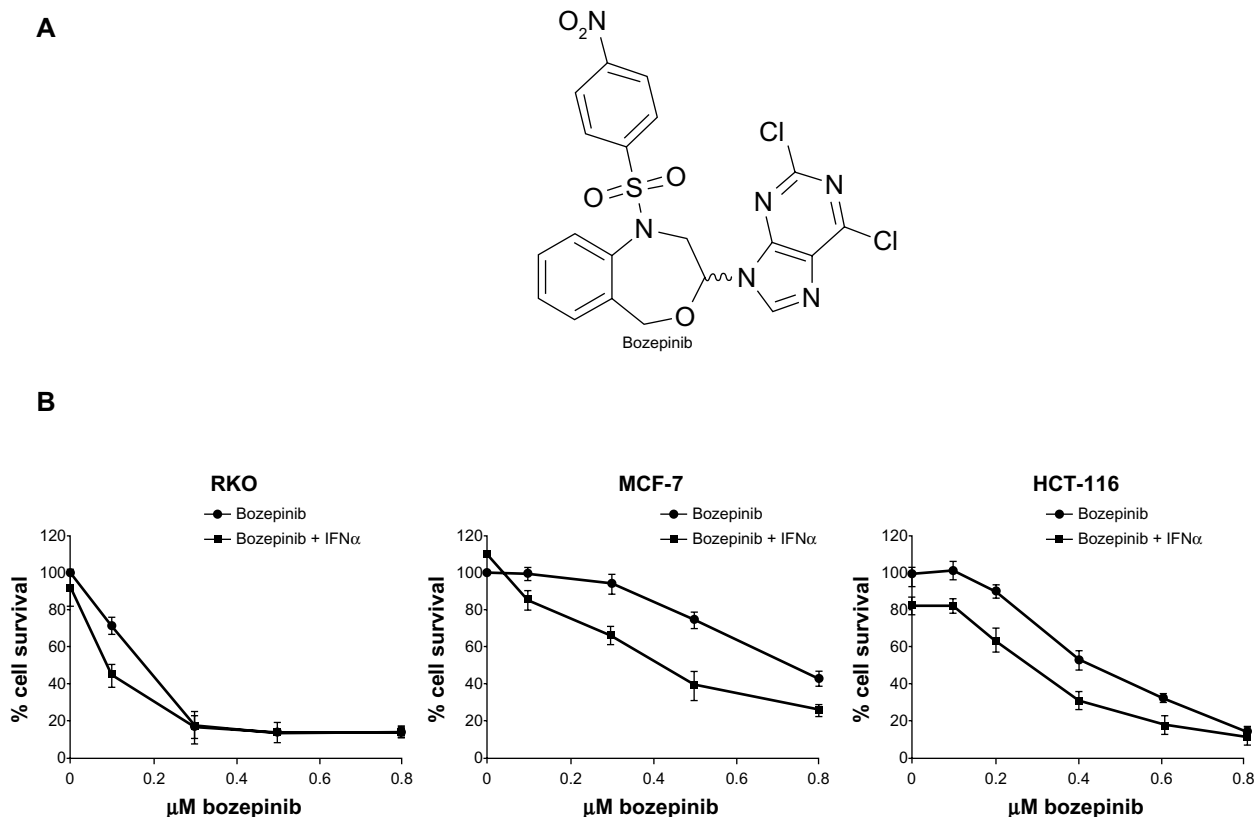 A
O2N
Cl
O
S
O
N
N
N
Cl
N
N
O
Bozepinib
B
RKO
Bozepinib
Bozepinib + IFNα
120
100
80
60
40
20
0
% cell survival
0 0.2 0.4 0.6 0.8
μM bozepinib
MCF-7
Bozepinib
Bozepinib + IFNα
120
100
80
60
40
20
0
% cell survival
0 0.2 0.4 0.6 0.8
μM bozepinib
HCT-116
Bozepinib
Bozepinib + IFNα
120
100
80
60
40
20
0
% cell survival
0 0.2 0.4 0.6 0.8
μM bozepinib